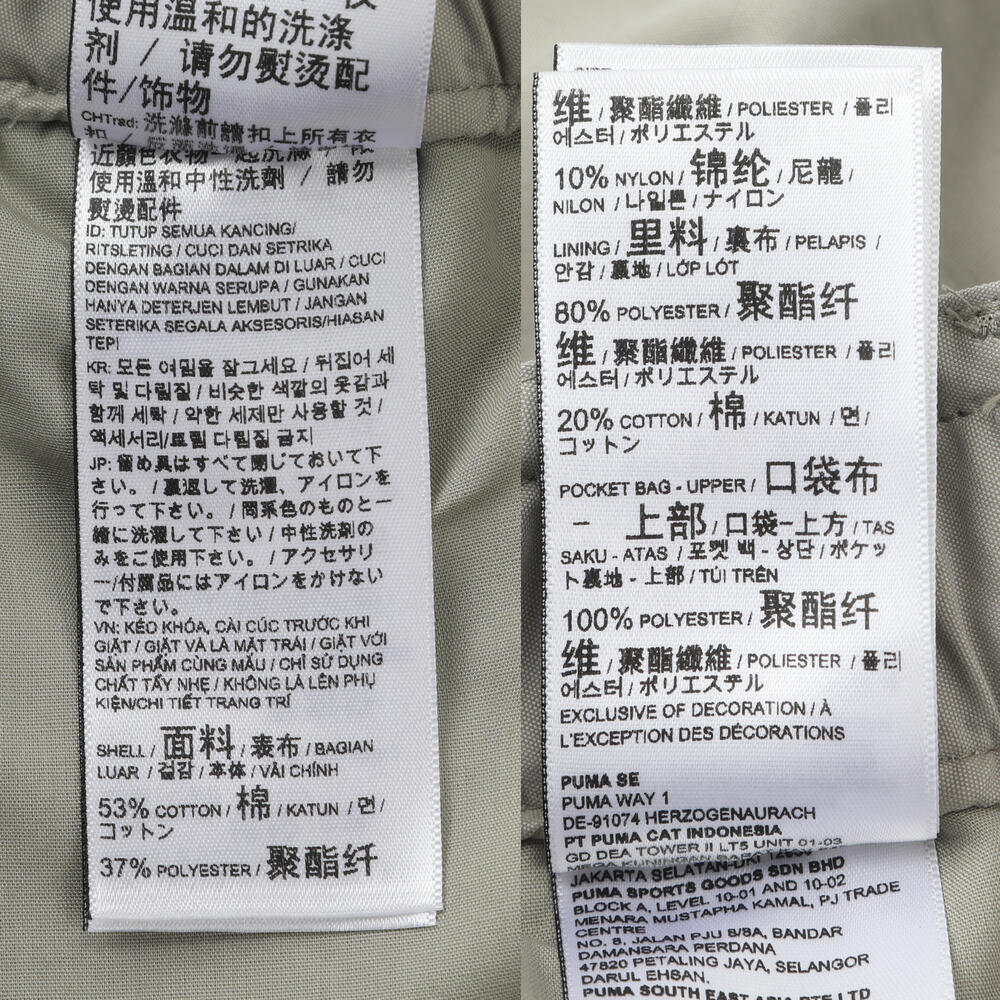 使用温和的洗涤
剂 / 请勿熨烫配
件/饰物
CHTrad: 洗滌前請扣上所有衣
近顏色衣物一起洗滌
使用溫和中性洗劑 / 請勿
熨燙配件
ID: TUTUP SEMUA KANCING/
RITSLETING / CUCI DAN SETRIKA
DENGAN BAGIAN DALAM DI LUAR / CUCI
DENGAN WARNA SERUPA / GUNAKAN
HANYA DETERJEN LEMBUT / JANGAN
SETERIKA SEGALA AKSESORIS/HIASAN
TEPI
KR: 모든 여밈을 잠그세요 / 뒤집어 세
탁 및 다림질 / 비슷한 색깔의 옷감과
함께 세탁 / 약한 세제만 사용할 것 /
액세서리/트림 다림질 금지
JP: 留め具はすべて閉じておいて下
さい。/ 裏返して洗濯、アイロンを
行って下さい。/ 同系色のものと一
緒に洗濯して下さい / 中性洗剤の
みをご使用下さい。/ アクセサリ
ー/付属品にはアイロンをかけない
で下さい。
VN: KÉO KHÓA, CÀI CÚC TRƯỚC KHI
GIẶT / GIẶT VÀ LÀ MẶT TRÁI / GIẶT VỚI
SẢN PHẨM CÙNG MÀU / CHỈ SỬ DỤNG
CHẤT TẨY NHẸ / KHÔNG LÀ LÊN PHỤ
KIỆN/CHI TIẾT TRANG TRÍ
SHELL / 面料 / 表布 / BAGIAN
LUAR / 겉감 / 本体 / VẢI CHÍNH
53% COTTON / 棉 / KATUN / 면 /
コットン
37% POLYESTER / 聚酯纤
维 / 聚酯纖維 / POLIESTER / 폴리
에스터 / ポリエステル
10% NYLON / 锦纶 / 尼龍 /
NILON / 나일론 / ナイロン
LINING / 里料 / 裏布 / PELAPIS /
안감 / 裏地 / LỚP LÓT
80% POLYESTER / 聚酯纤
维 / 聚酯纖維 / POLIESTER / 폴리
에스터 / ポリエステル
20% COTTON / 棉 / KATUN / 면 /
コットン
POCKET BAG - UPPER / 口袋布
- 上部 / 口袋-上方 / TAS
SAKU - ATAS / 포켓 백 - 상단 / ポケッ
ト裏地 - 上部 / TÚI TRÊN
100% POLYESTER / 聚酯纤
维 / 聚酯纖維 / POLIESTER / 폴리
에스터 / ポリエステル
EXCLUSIVE OF DECORATION / À
L'EXCEPTION DES DÉCORATIONS
PUMA SE
PUMA WAY 1
DE-91074 HERZOGENAURACH
PT PUMA CAT INDONESIA
GD DEA TOWER II LT5 UNIT 01-03
JAKARTA SELATAN-DKI
PUMA SPORTS GOODS SDN BHD
BLOCK A, LEVEL 10-01 AND 10-02
MENARA MUSTAPHA KAMAL, PJ TRADE
CENTRE
NO. 8, JALAN PJU 8/8A, BANDAR
DAMANSARA PERDANA
47820 PETALING JAYA, SELANGOR
DARUL EHSAN.
PUMA SOUTH EAST ASIA PTE LTD